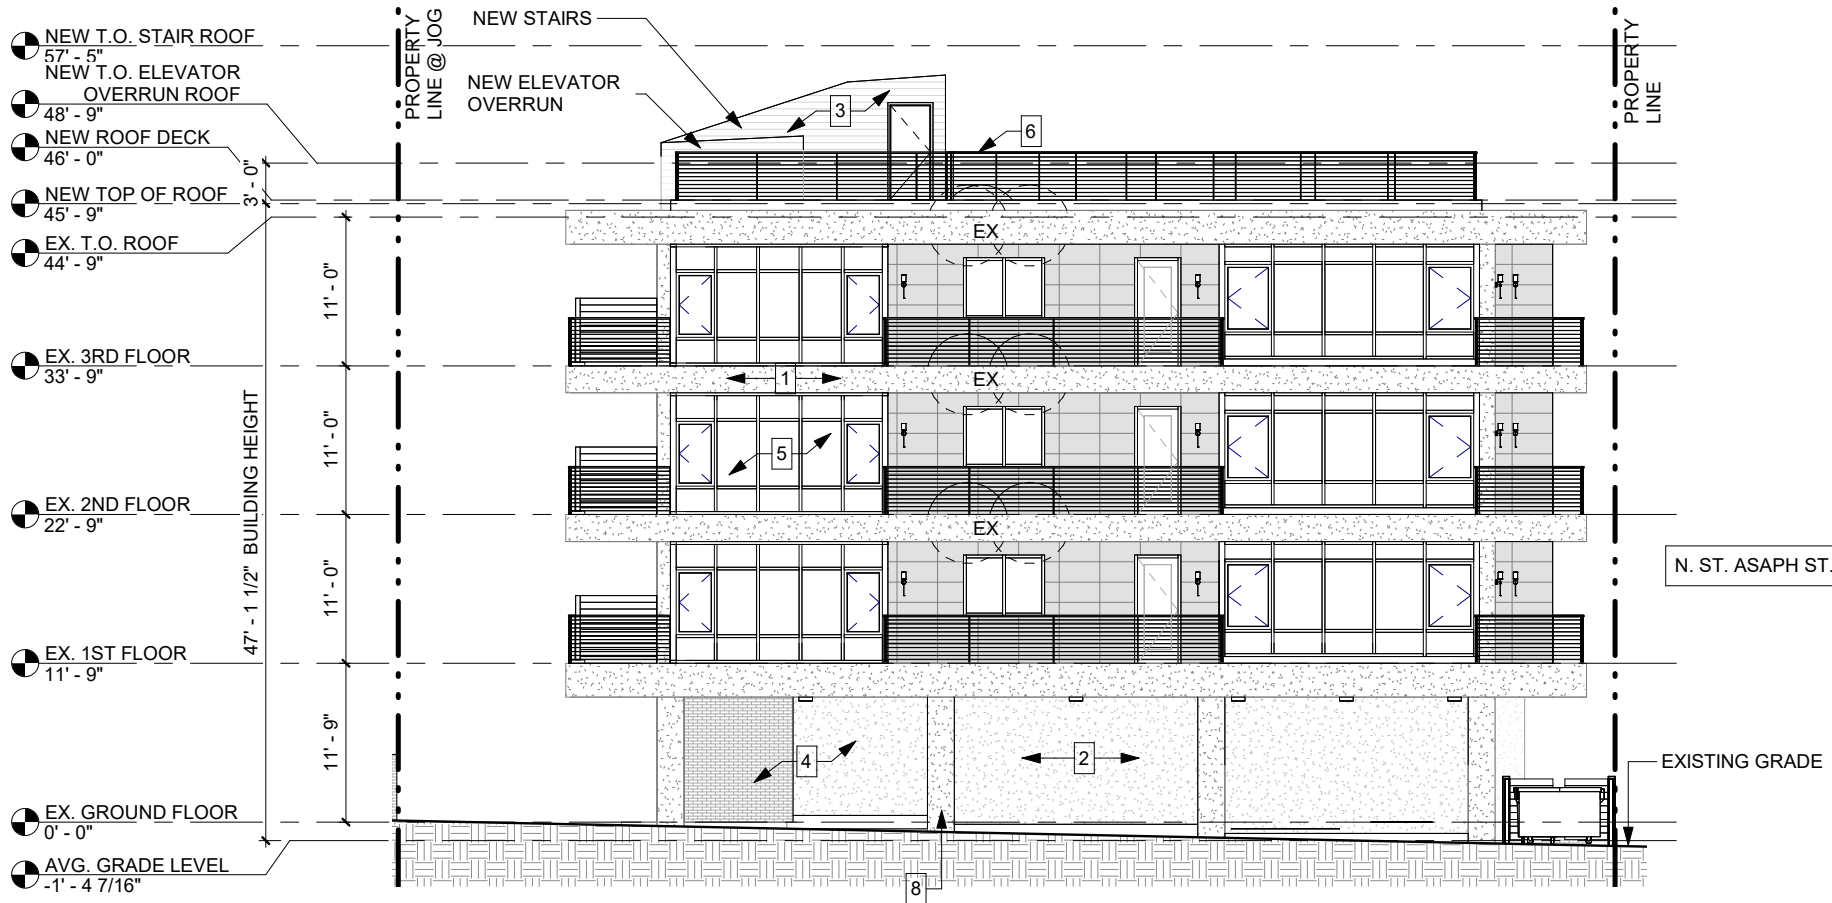 NEW T.O. STAIR ROOF
57' - 5"
NEW T.O. ELEVATOR
OVERRUN ROOF
48' - 9"
NEW ROOF DECK
46' - 0"
NEW TOP OF ROOF
45' - 9"
EX. T.O. ROOF
44' - 9"
EX. 3RD FLOOR
33' - 9"
EX. 2ND FLOOR
22' - 9"
EX. 1ST FLOOR
11' - 9"
EX. GROUND FLOOR
0' - 0"
AVG. GRADE LEVEL
-1' - 4 7/16"
3' - 0"
47' - 1 1/2" BUILDING HEIGHT
11' - 0"
11' - 0"
11' - 0"
11' - 9"
PROPERTY
LINE @ JOG
NEW STAIRS
NEW ELEVATOR
OVERRUN
3
6
EX
1
EX
5
EX
4
2
8
PROPERTY
LINE
N. ST. ASAPH ST.
EXISTING GRADE